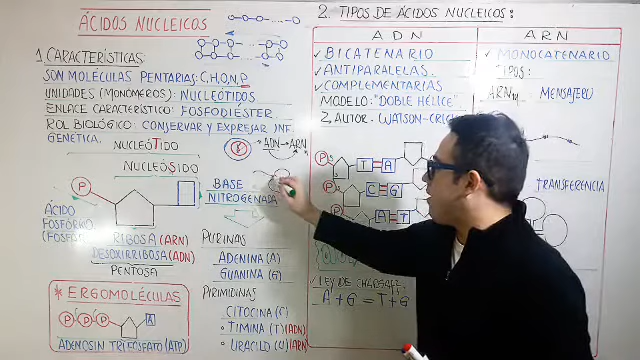 ÁCIDOS NUCLEICOS
1. CARACTERÍSTICAS:
SON MOLÉCULAS PENTARIAS: C,H,O,N,P
UNIDADES (MONÓMEROS): NUCLEÓTIDOS
ENLACE CARACTERÍSTICO: FOSFODIÉSTER
ROL BIOLÓGICO: CONSERVAR Y EXPRESAR INF.
GENÉTICA.
ADN→ARN
NUCLEÓTIDO
NUCLEÓSIDO
P
BASE
NITROGENADA
ÁCIDO
FOSFÓRICO
RIBOSA (ARN)
DESOXIRRIBOSA (ADN)
PENTOSA
PURINAS
ADENINA (A)
GUANINA (G)
PIRIMIDINAS
CITOCINA (C)
TIMINA (T) (ADN)
URACILO (U) (ARN)
* ERGOMOLÉCULAS
P P P A
ADENOSIN TRIFOSFATO (ATP)
2. TIPOS DE ÁCIDOS NUCLEICOS:
ADN
BICATENARIO
ANTIPARALELAS
COMPLEMENTARIAS
MODELO: "DOBLE HÉLICE"
AUTOR: WATSON-CRICK
P T A
P C G
P A T
LEY DE CHARGAFF
A + G = T + G
ARN
MONOCATENARIO
TIPOS:
ARNm MENSAJERO
TRANSFERENCIA